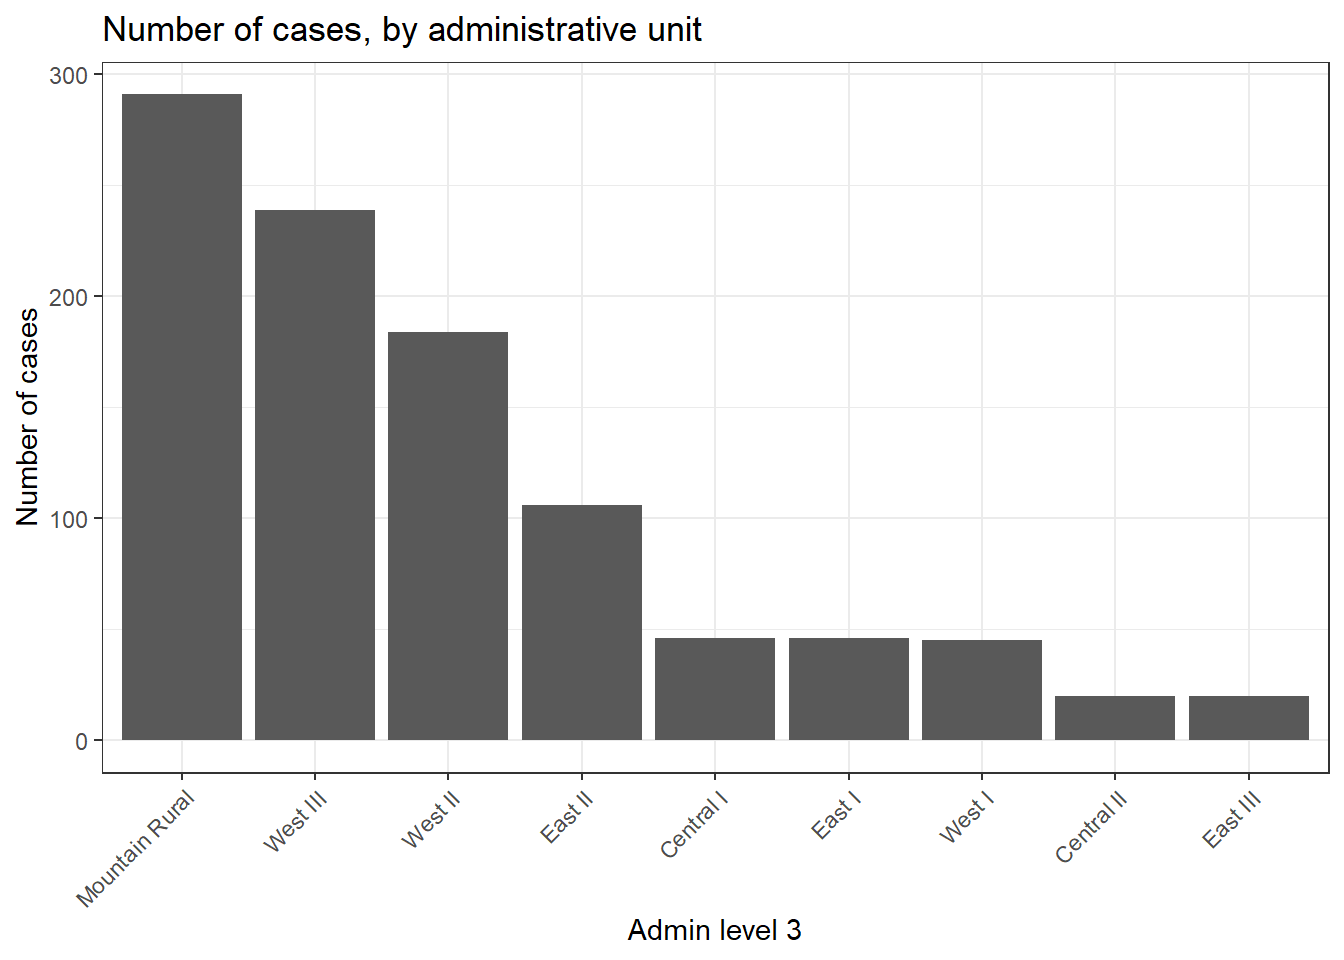 Number of cases, by administrative unit
Number of cases
300
200
100
0
Mountain Rural
West III
West II
East II
Central I
East I
West I
Central II
East III
Admin level 3